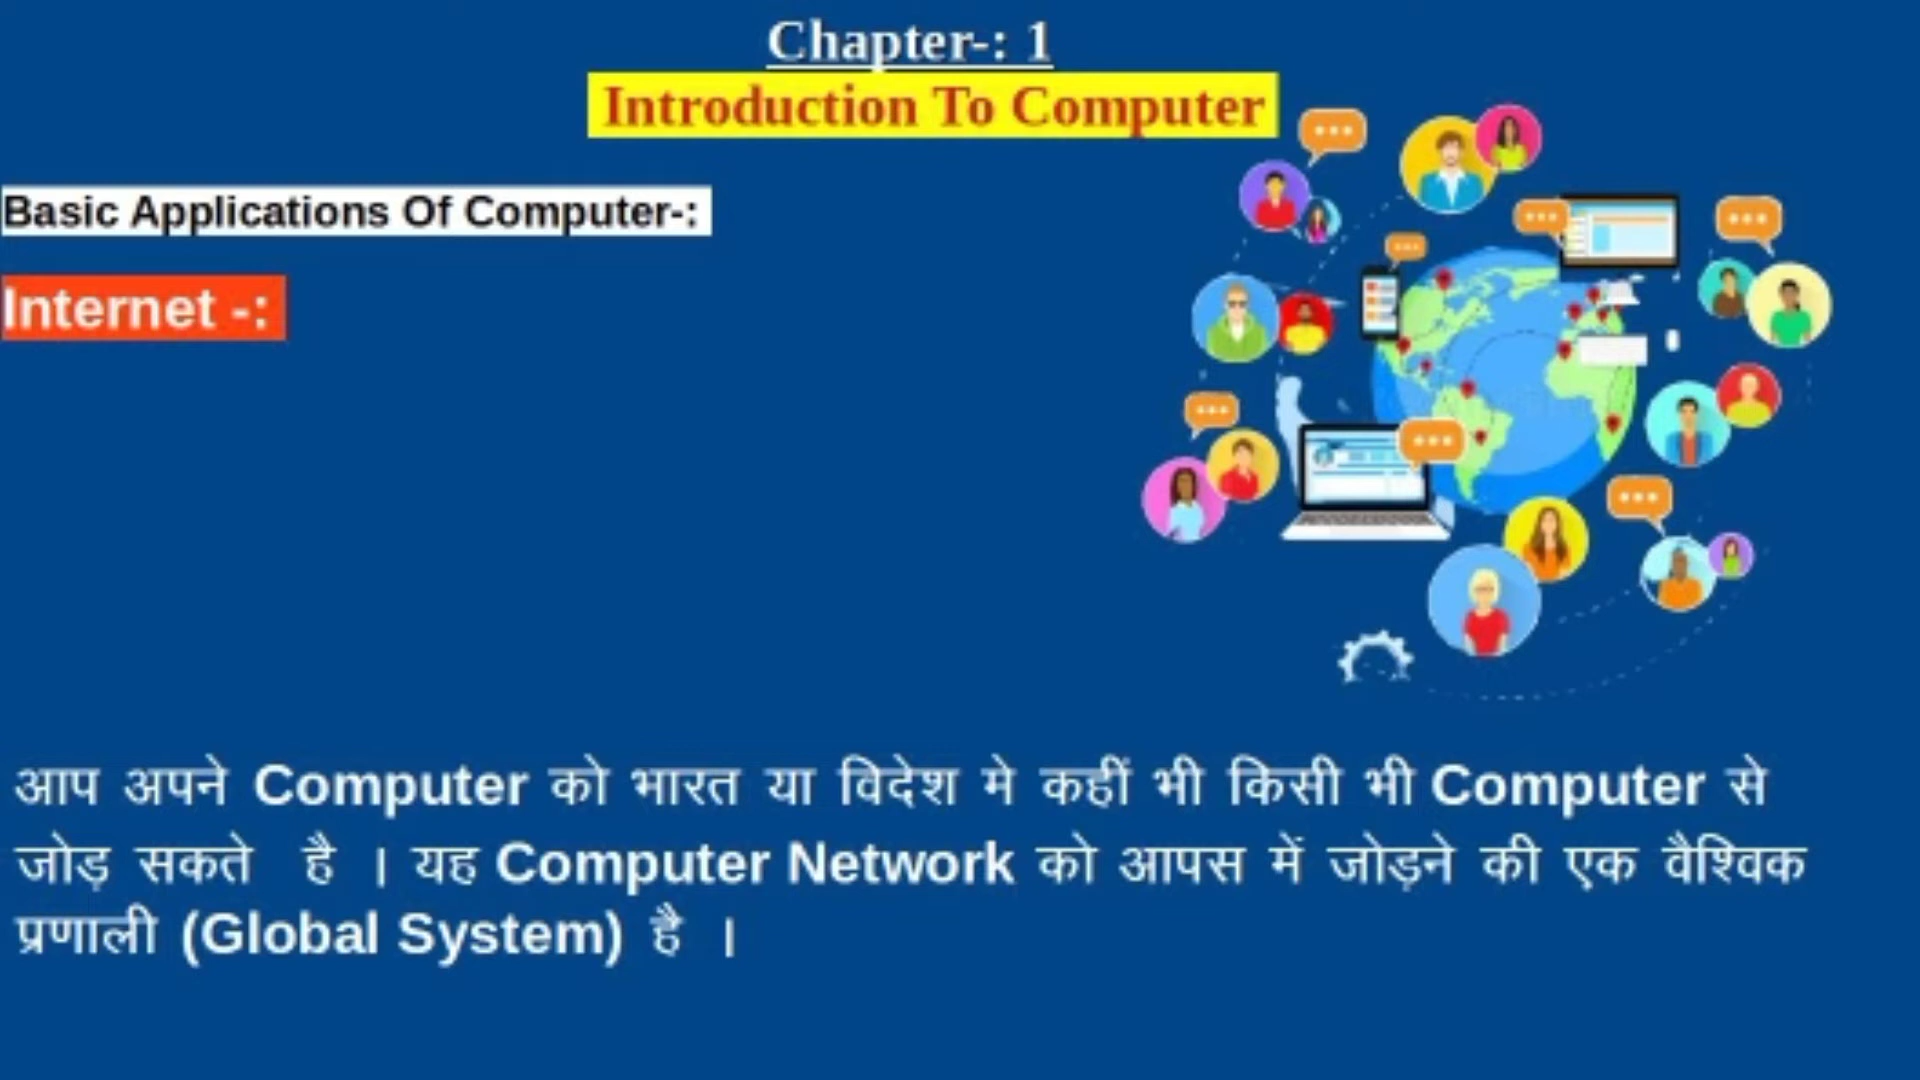 Chapter-: 1
Introduction To Computer
Basic Applications Of Computer-:
Internet -:
आप अपने Computer को भारत या विदेश मे कहीं भी किसी भी Computer से
जोड़ सकते है । यह Computer Network को आपस में जोड़ने की एक वैश्विक
प्रणाली (Global System) है ।